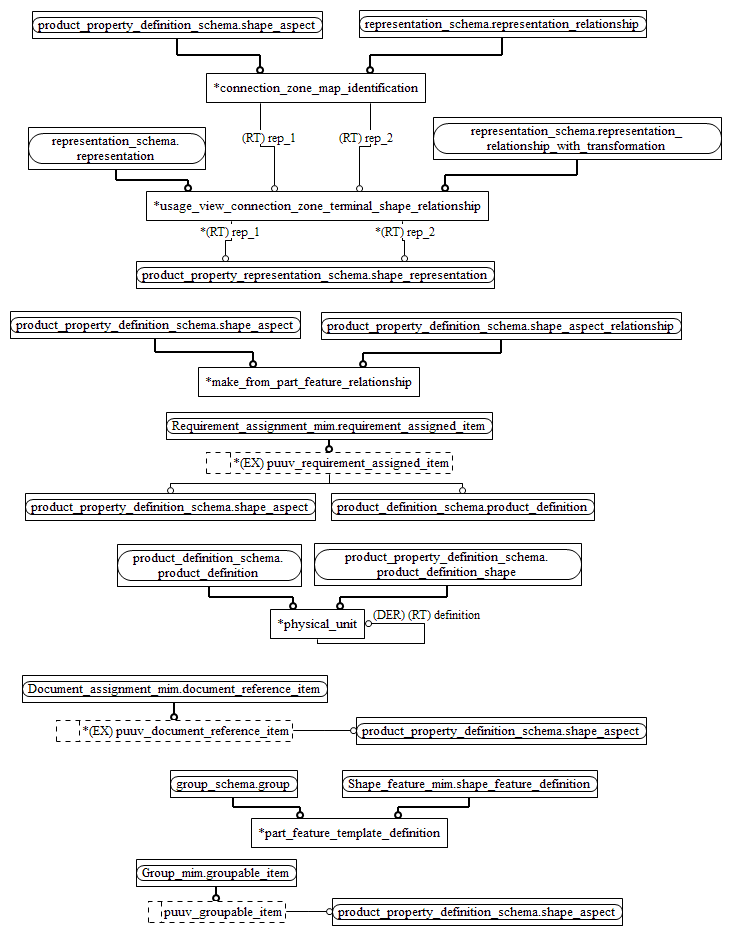 product_property_definition_schema.shape_aspect
representation_schema.representation_relationship
*connection_zone_map_identification
(RT) rep_1
(RT) rep_2
representation_schema.
representation
representation_schema.representation_
relationship_with_transformation
*usage_view_connection_zone_terminal_shape_relationship
*(RT) rep_1
*(RT) rep_2
product_property_representation_schema.shape_representation
product_property_definition_schema.shape_aspect
product_property_definition_schema.shape_aspect_relationship
*make_from_part_feature_relationship
Requirement_assignment_mim.requirement_assigned_item
*(EX) puuv_requirement_assigned_item
product_property_definition_schema.shape_aspect
product_definition_schema.product_definition
product_definition_schema.
product_definition
product_property_definition_schema.
product_definition_shape
*physical_unit
(DER) (RT) definition
Document_assignment_mim.document_reference_item
*(EX) puuv_document_reference_item
product_property_definition_schema.shape_aspect
group_schema.group
Shape_feature_mim.shape_feature_definition
*part_feature_template_definition
Group_mim.groupable_item
puuv_groupable_item
product_property_definition_schema.shape_aspect